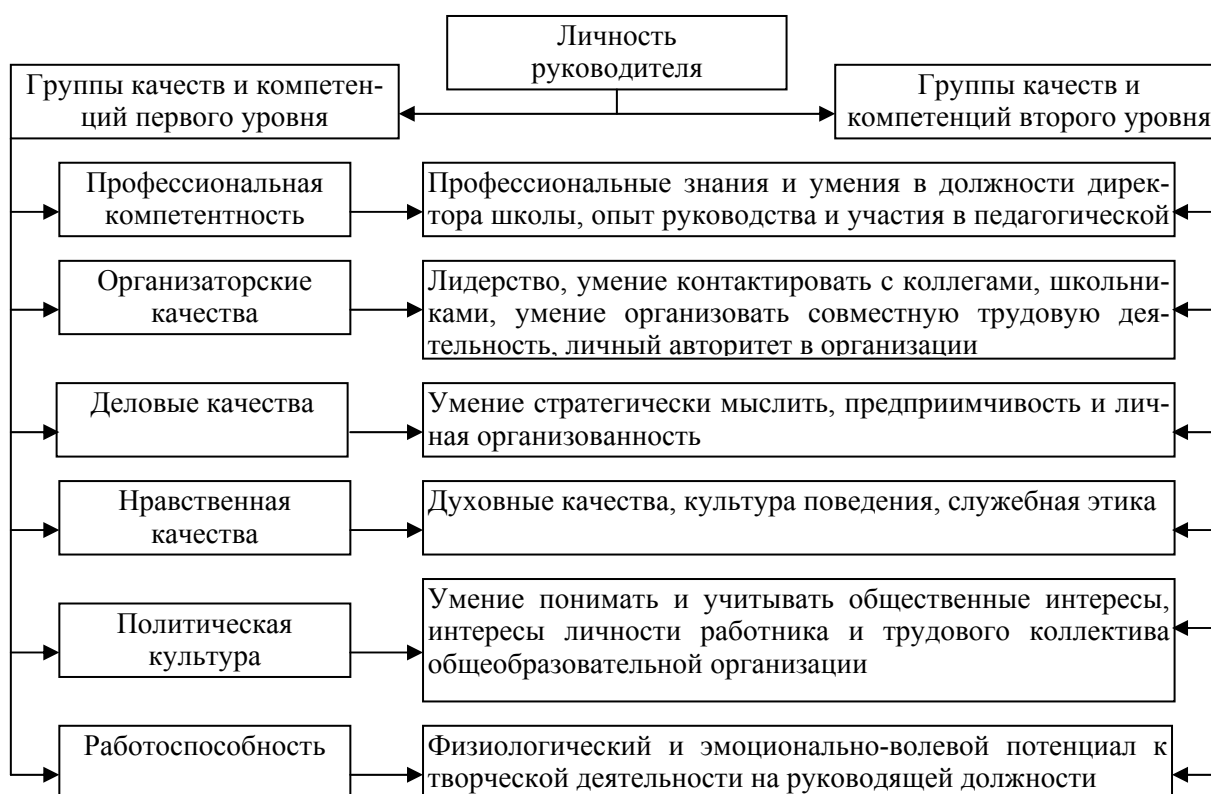 Личность
руководителя
Группы качеств и компетен-
ций первого уровня
Группы качеств и
компетенций второго уровня
Профессиональная
компетентность
Профессиональные знания и умения в должности дирек-
тора школы, опыт руководства и участия в педагогической
Организаторские
качества
Лидерство, умение контактировать с коллегами, школьни-
ками, умение организовать совместную трудовую дея-
тельность, личный авторитет в организации
Деловые качества
Умение стратегически мыслить, предприимчивость и лич-
ная организованность
Нравственная
качества
Духовные качества, культура поведения, служебная этика
Политическая
культура
Умение понимать и учитывать общественные интересы,
интересы личности работника и трудового коллектива
общеобразовательной организации
Работоспособность
Физиологический и эмоционально-волевой потенциал к
творческой деятельности на руководящей должности